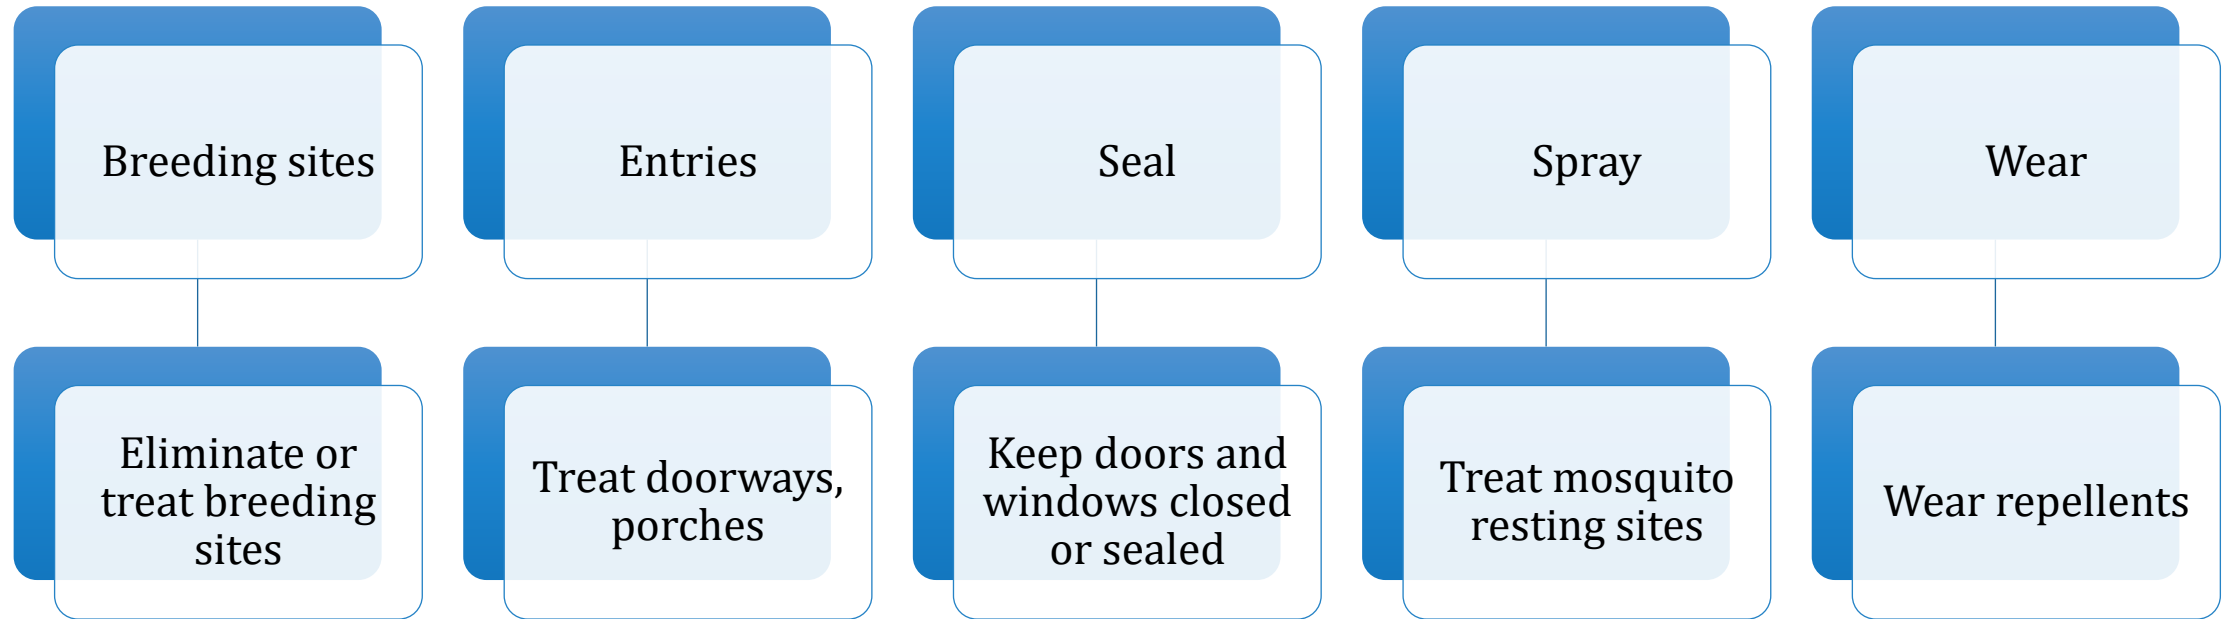 Breeding sites
Entries
Seal
Spray
Wear
Eliminate or
treat breeding
sites
Treat doorways,
porches
Keep doors and
windows closed
or sealed
Treat mosquito
resting sites
Wear repellents